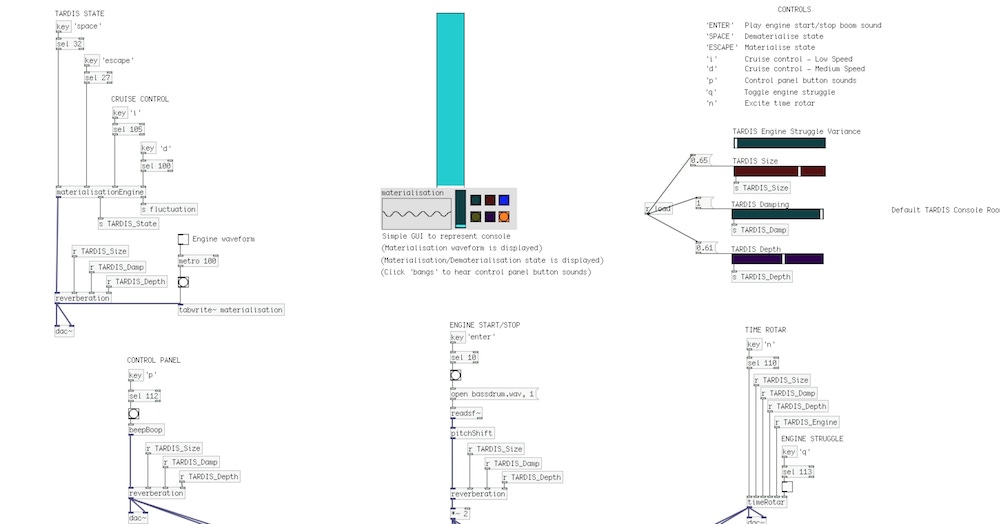 TARDIS STATE
key 'space'
sel 32
key 'escape'
sel 27
CRUISE CONTROL
key 'i'
sel 105
key 'd'
sel 100
materialisationEngine
s fluctuation
s TARDIS_State
Engine waveform
r TARDIS_Size
metro 100
r TARDIS_Damp
r TARDIS_Depth
reverberation
tabwrite~ materialisation
dac~
materialisation
Simple GUI to represent console
(Materialisation waveform is displayed)
(Materialisation/Dematerialisation state is displayed)
(Click 'bangs' to hear control panel button sounds)
CONTROLS
'ENTER' Play engine start/stop boom sound
'SPACE' Dematerialise state
'ESCAPE' Materialise state
'i' Cruise control – Low Speed
'd' Cruise control – Medium Speed
'p' Control panel button sounds
'q' Toggle engine struggle
'n' Excite time rotar
TARDIS Engine Struggle Variance
0.65
TARDIS Size
s TARDIS_Size
1
TARDIS Damping
s TARDIS_Damp
0.61
TARDIS Depth
s TARDIS_Depth
Default TARDIS Console Roo
CONTROL PANEL
key 'p'
sel 112
beepBoop
r TARDIS_Size
r TARDIS_Damp
r TARDIS_Depth
reverberation
dac~
ENGINE START/STOP
key 'enter'
sel 10
open bassdrum.wav, 1
readsf~
pitchShift
r TARDIS_Size
r TARDIS_Damp
r TARDIS_Depth
reverberation
*~ 2
TIME ROTAR
key 'n'
sel 110
r TARDIS_Size
r TARDIS_Damp
r TARDIS_Depth
r TARDIS_Engine
ENGINE STRUGGLE
key 'q'
sel 113
timeRotar
dac~